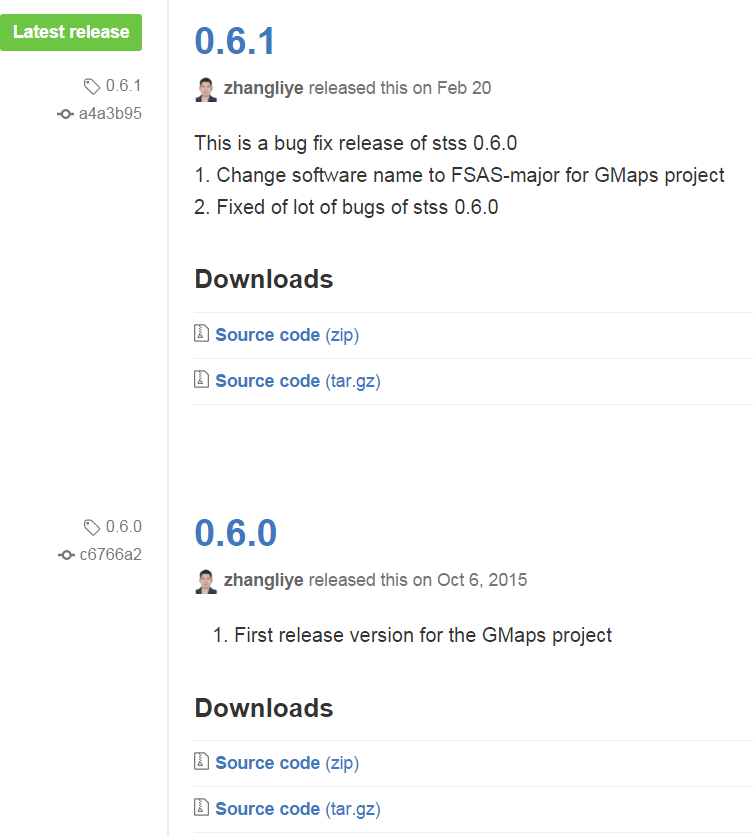 Latest release
0.6.1
a4a3b95
0.6.1
zhangliye released this on Feb 20
This is a bug fix release of stss 0.6.0
1. Change software name to FSAS-major for GMaps project
2. Fixed of lot of bugs of stss 0.6.0
Downloads
Source code (zip)
Source code (tar.gz)
0.6.0
c6766a2
0.6.0
zhangliye released this on Oct 6, 2015
1. First release version for the GMaps project
Downloads
Source code (zip)
Source code (tar.gz)